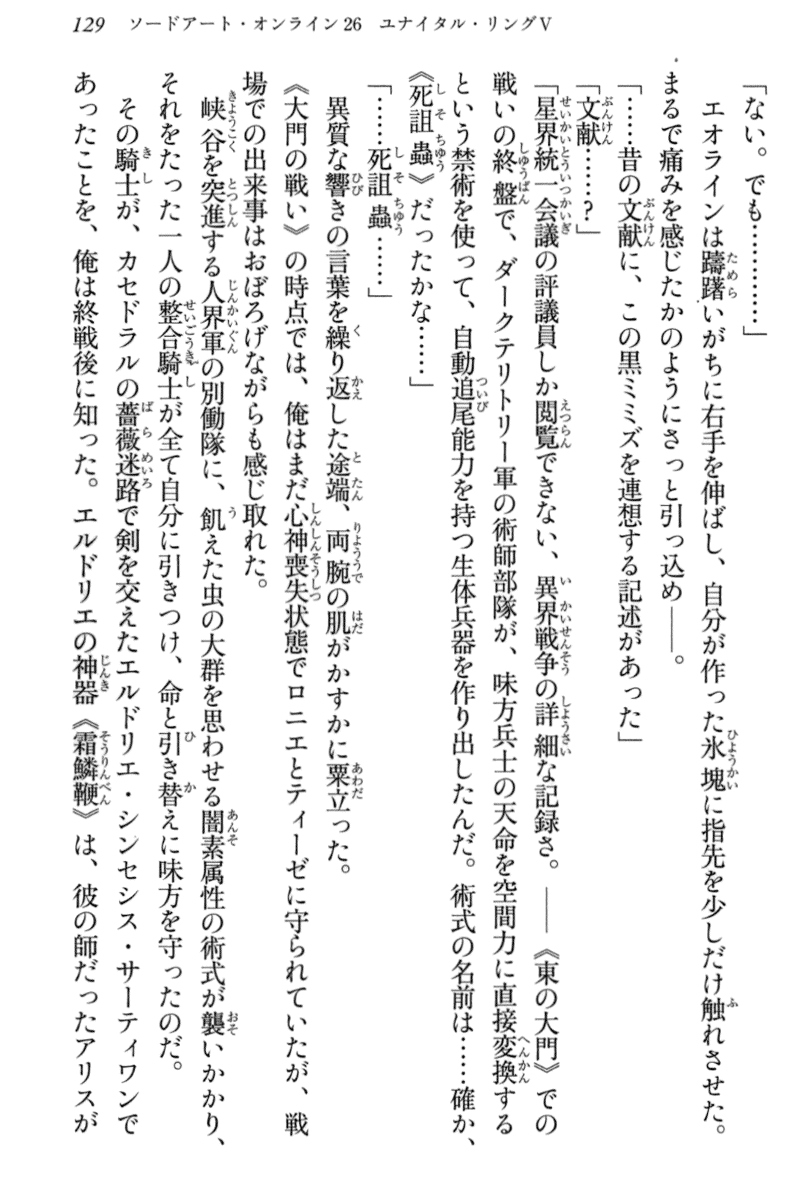 129 ソードアート・オンライン26 ユナイタル・リングⅤ
「ない。でも…………」
エオラインは躊躇いがちに右手を伸ばし、自分が作った氷塊に指先を少しだけ触れさせた。
まるで痛みを感じたかのようにさっと引っ込め――。
「……昔の文献に、この黒ミミズを連想する記述があった」
「文献……?」
「星界統一会議の評議員しか閲覧できない、異界戦争の詳細な記録さ。――《東の大門》での
戦いの終盤で、ダークテリトリー軍の術師部隊が、味方兵士の天命を空間力に直接変換する
という禁術を使って、自動追尾能力を持つ生体兵器を作り出したんだ。術式の名前は……確か、
《死詛蟲》だったかな……」
「……死詛蟲……」
異質な響きの言葉を繰り返した途端、両腕の肌がかすかに粟立った。
《大門の戦い》の時点では、俺はまだ心神喪失状態でロニエとティーゼに守られていたが、戦
場での出来事はおぼろげながらも感じ取れた。
峡谷を突進する人界軍の別働隊に、飢えた虫の大群を思わせる闇素属性の術式が襲いかかり、
それをたった一人の整合騎士が全て自分に引きつけ、命と引き替えに味方を守ったのだ。
その騎士が、カセドラルの薔薇迷路で剣を交えたエルドリエ・シンセシス・サーティワンで
あったことを、俺は終戦後に知った。エルドリエの神器《霜鱗鞭》は、彼の師だったアリスが